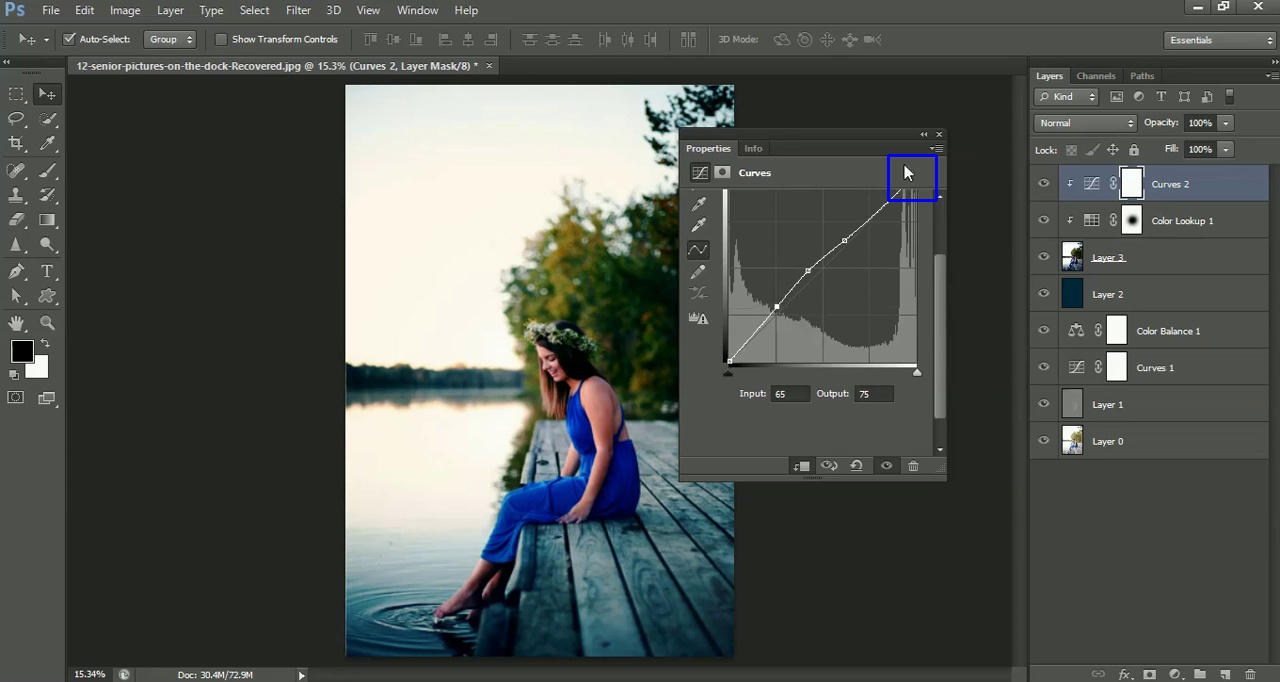 Ps File Edit Image Layer Type Select Filter 3D View Window Help
Auto-Select: Group Show Transform Controls 3D Mode: Essentials
12-senior-pictures-on-the-dock-Recovered.jpg @ 15.3% (Curves 2, Layer Mask/8) * ×
Layers Channels Paths
Kind
Normal Opacity: 100%
Lock: Fill: 100%
Properties Info
Curves
Curves 2
Color Lookup 1
Layer 3
Layer 2
Color Balance 1
Curves 1
Input: 65 Output: 75
Layer 1
Layer 0
15.34% Doc: 30.4M/72.9M